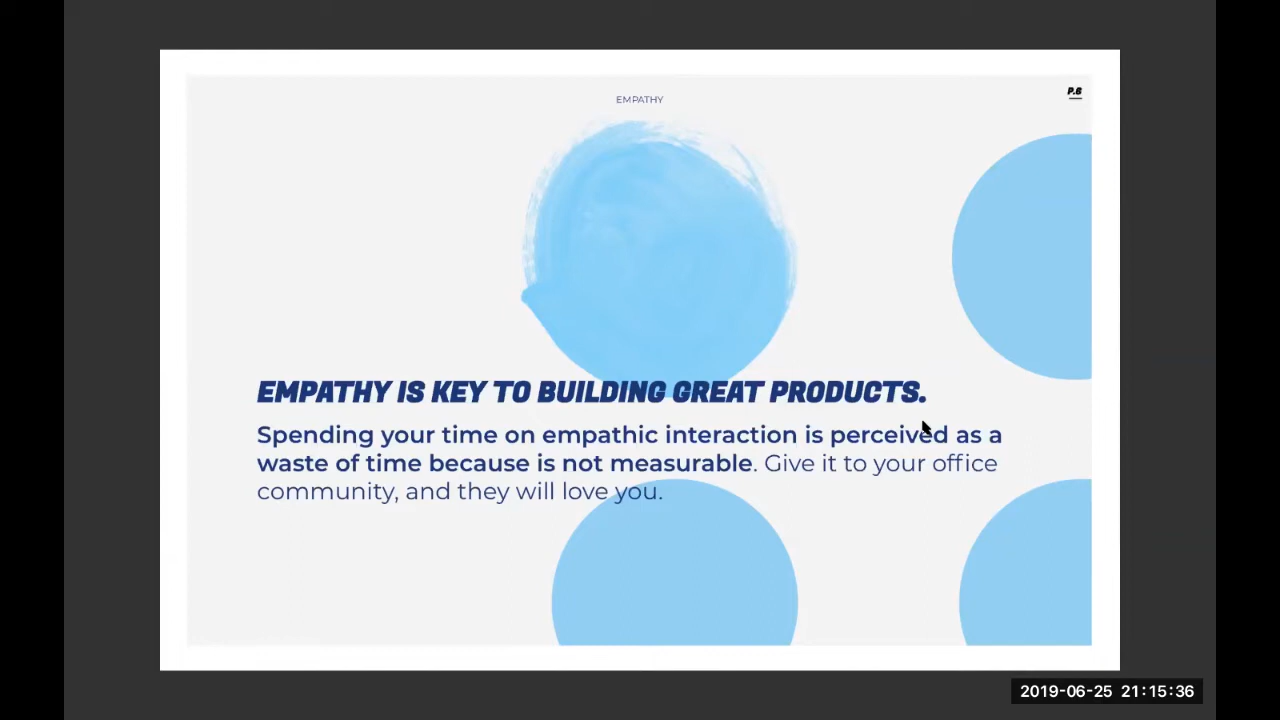 EMPATHY
P.6
EMPATHY IS KEY TO BUILDING GREAT PRODUCTS.
Spending your time on empathic interaction is perceived as a
waste of time because is not measurable. Give it to your office
community, and they will love you.
2019-06-25 21:15:36